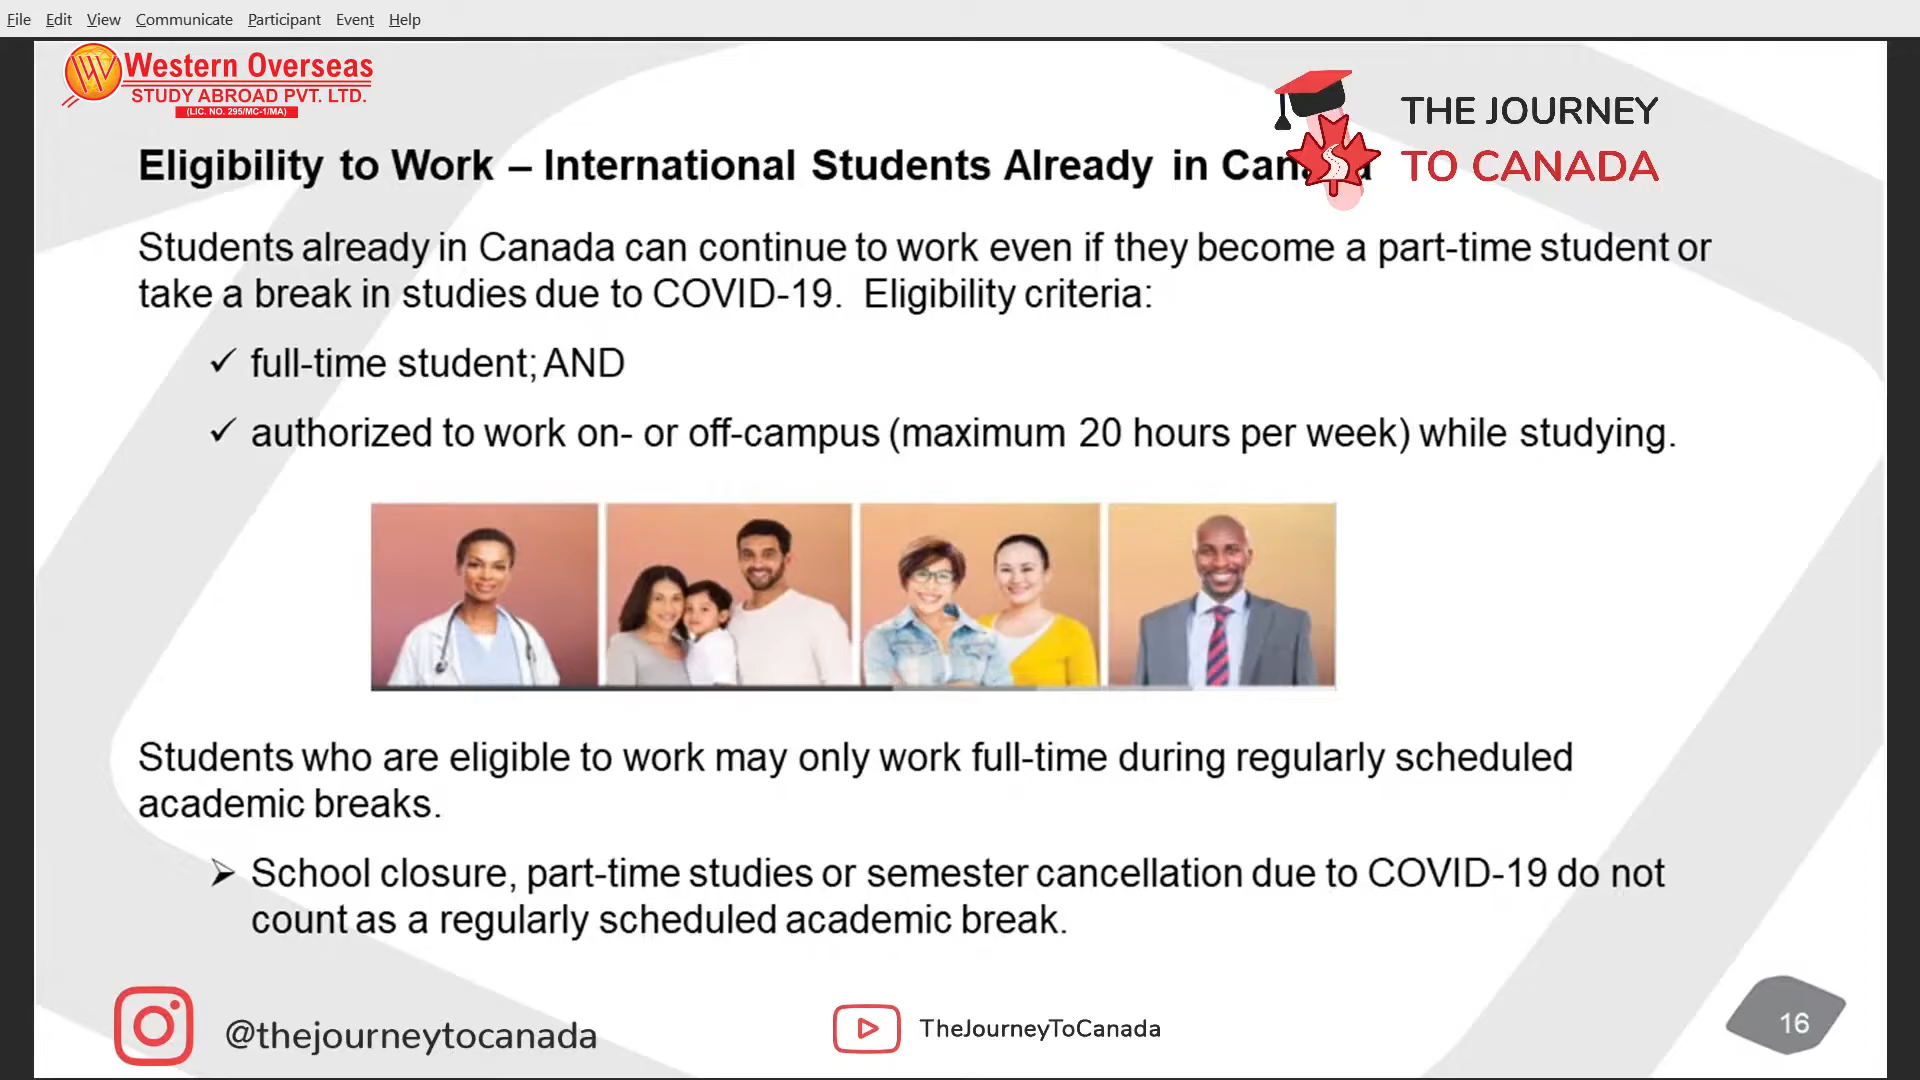 File Edit View Communicate Participant Event Help
Western Overseas
STUDY ABROAD PVT. LTD.
(LIC. NO. 295/MC-1/MA)
THE JOURNEY
TO CANADA
Eligibility to Work – International Students Already in Canada
Students already in Canada can continue to work even if they become a part-time student or
take a break in studies due to COVID-19. Eligibility criteria:
✓ full-time student; AND
✓ authorized to work on- or off-campus (maximum 20 hours per week) while studying.
Students who are eligible to work may only work full-time during regularly scheduled
academic breaks.
➢ School closure, part-time studies or semester cancellation due to COVID-19 do not
count as a regularly scheduled academic break.
@thejourneytocanada
TheJourneyToCanada
16